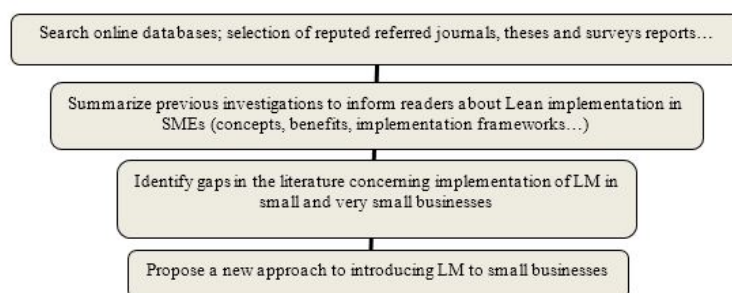 Search online databases; selection of reputed referred journals, theses and surveys reports…
Summarize previous investigations to inform readers about Lean implementation in
SMEs (concepts, benefits, implementation frameworks…)
Identify gaps in the literature concerning implementation of LM in
small and very small businesses
Propose a new approach to introducing LM to small businesses